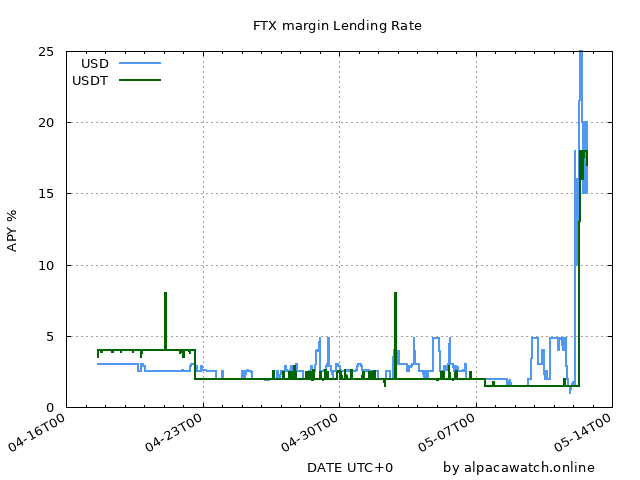 FTX margin Lending Rate
USD
USDT
25
20
15
10
5
0
APY %
04-16T00
04-23T00
04-30T00
05-07T00
05-14T00
DATE UTC+0
by alpacawatch.online